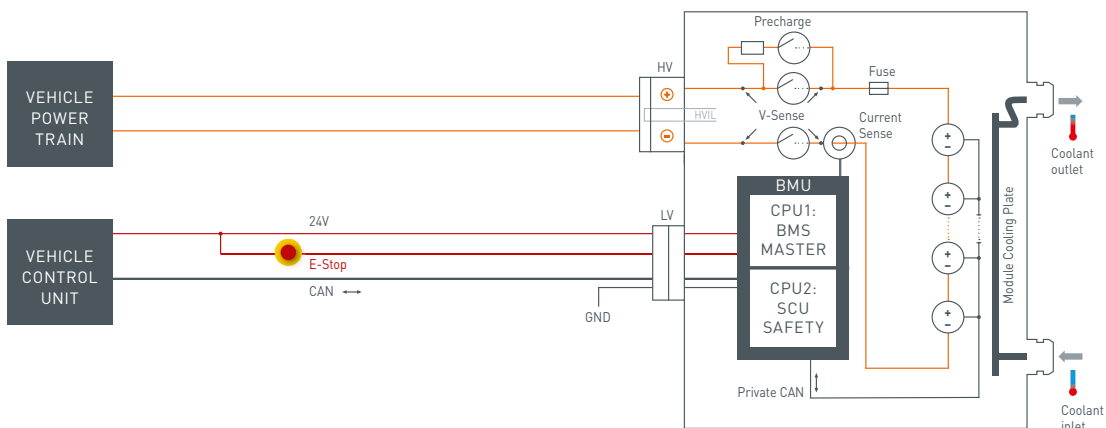 Precharge
HV
Fuse
VEHICLE
POWER
TRAIN
+
HVIL
V-Sense
−
Current
Sense
Coolant
outlet
+
−
BMU
CPU1:
BMS
MASTER
+
−
24V
LV
VEHICLE
CONTROL
UNIT
E-Stop
CAN
GND
+
−
CPU2:
SCU
SAFETY
+
−
Module Cooling Plate
Private CAN
Coolant
inlet